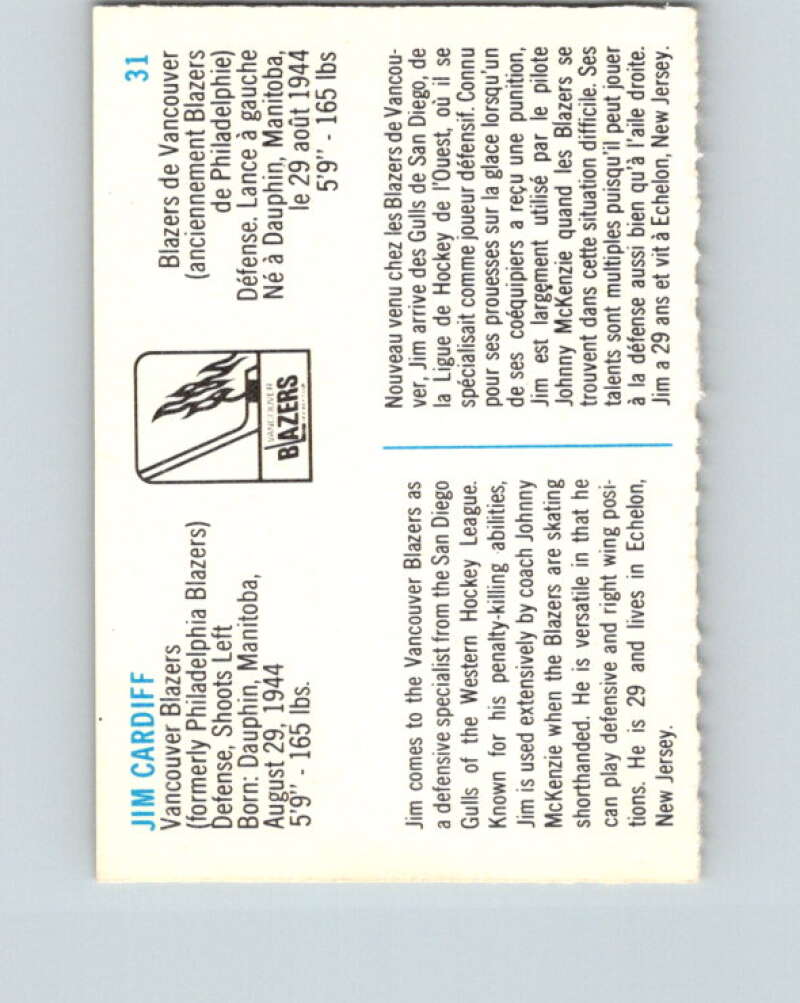 JIM CARDIFF
Vancouver Blazers
(formerly Philadelphia Blazers)
Defense, Shoots Left
Born: Dauphin, Manitoba,
August 29, 1944
5'9" - 165 lbs.
VANCOUVER
BLAZERS
31
Blazers de Vancouver
(anciennement Blazers
de Philadelphie)
Défense. Lance à gauche
Né à Dauphin, Manitoba,
le 29 août 1944
5'9" - 165 lbs
Jim comes to the Vancouver Blazers as
a defensive specialist from the San Diego
Gulls of the Western Hockey League.
Known for his penalty-killing abilities,
Jim is used extensively by coach Johnny
McKenzie when the Blazers are skating
shorthanded. He is versatile in that he
can play defensive and right wing posi-
tions. He is 29 and lives in Echelon,
New Jersey.
Nouveau venu chez les Blazers de Vancou-
ver, Jim arrive des Gulls de San Diego, de
la Ligue de Hockey de l'Ouest, où il se
spécialisait comme joueur défensif. Connu
pour ses prouesses sur la glace lorsqu'un
de ses coéquipiers a reçu une punition,
Jim est largement utilisé par le pilote
Johnny McKenzie quand les Blazers se
trouvent dans cette situation difficile. Ses
talents sont multiples puisqu'il peut jouer
à la défense aussi bien qu'à l'aile droite.
Jim a 29 ans et vit à Echelon, New Jersey.